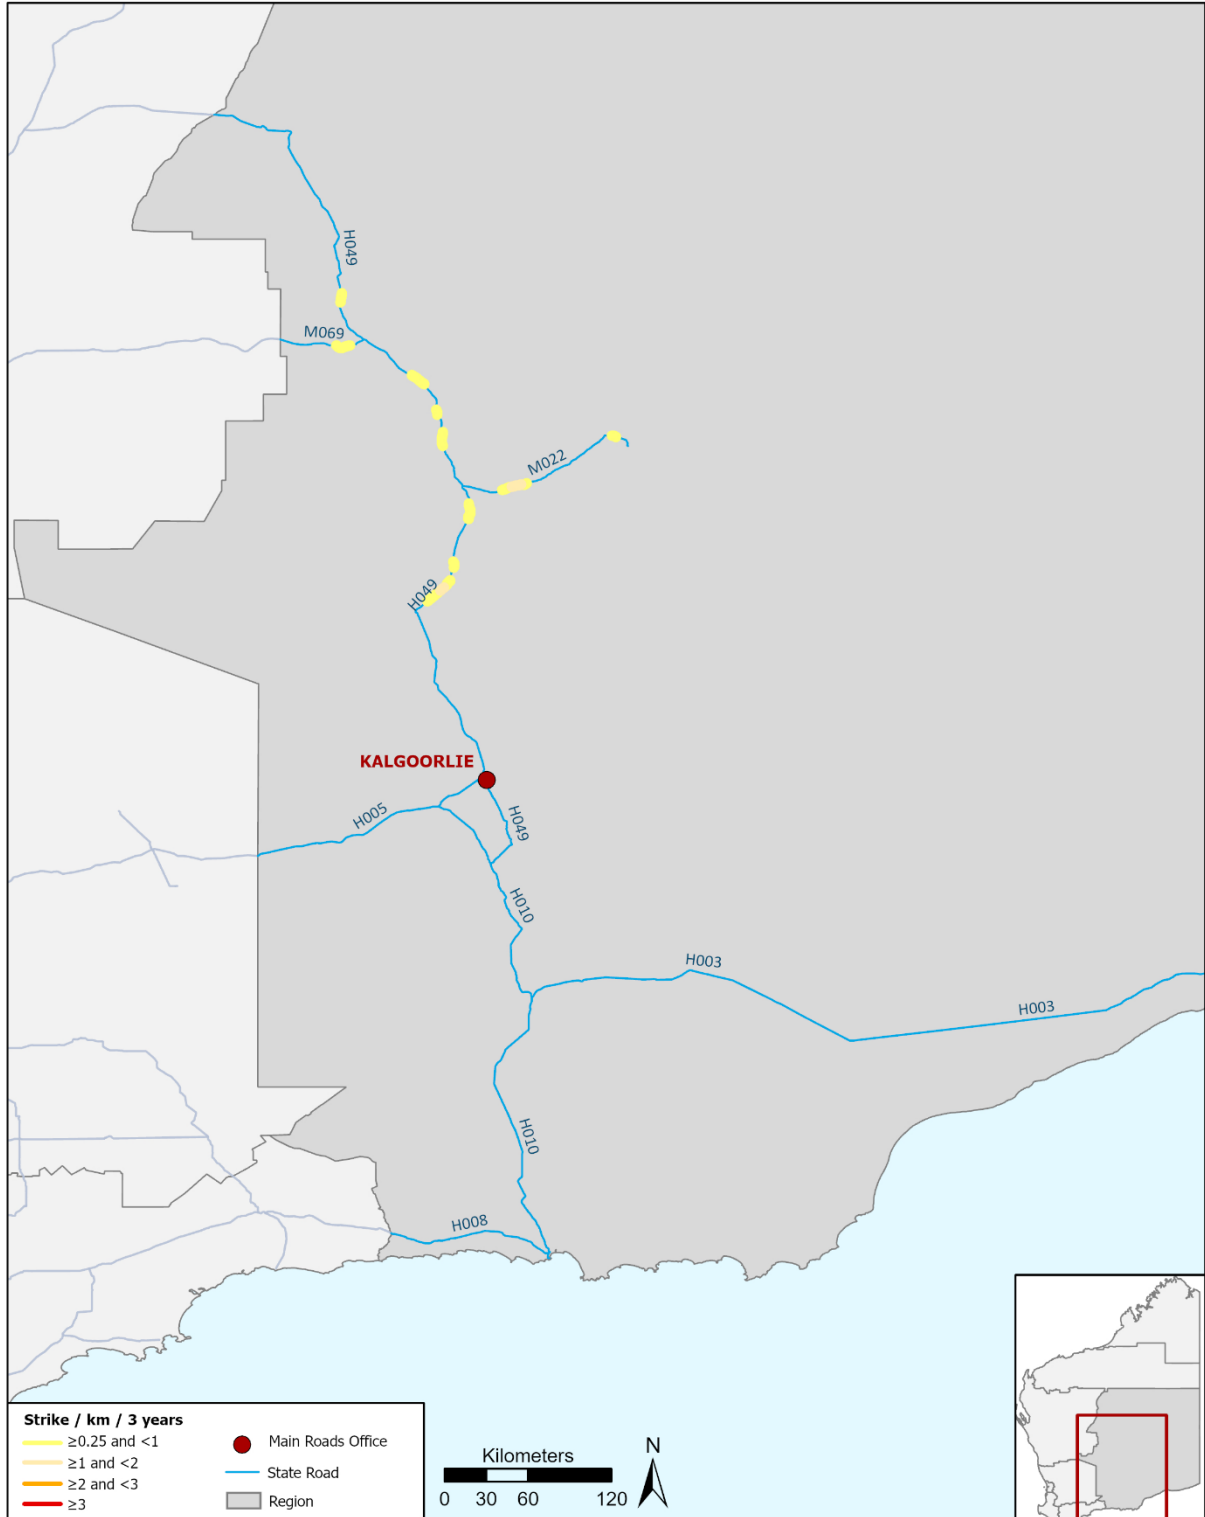 H049
M069
M022
H049
KALGOORLIE
H005
H049
H010
H003
H003
H010
H008
Strike / km / 3 years
≥0.25 and <1
≥1 and <2
≥2 and <3
≥3
Main Roads Office
State Road
Region
Kilometers
0 30 60 120
N